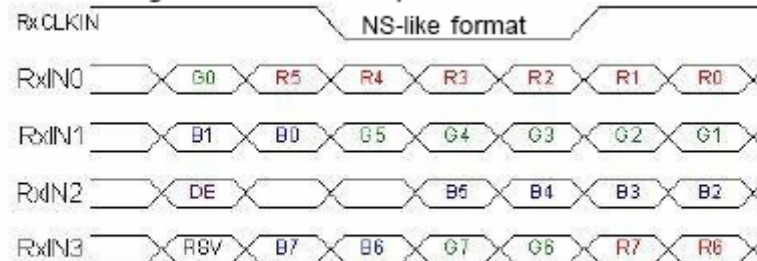 RxCLKIN NS-like format
RxIN0 G0 R5 R4 R3 R2 R1 R0
RxIN1 B1 B0 G5 G4 G3 G2 G1
RxIN2 DE B5 B4 B3 B2
RxIN3 RSV B7 B6 G7 G6 R7 R6